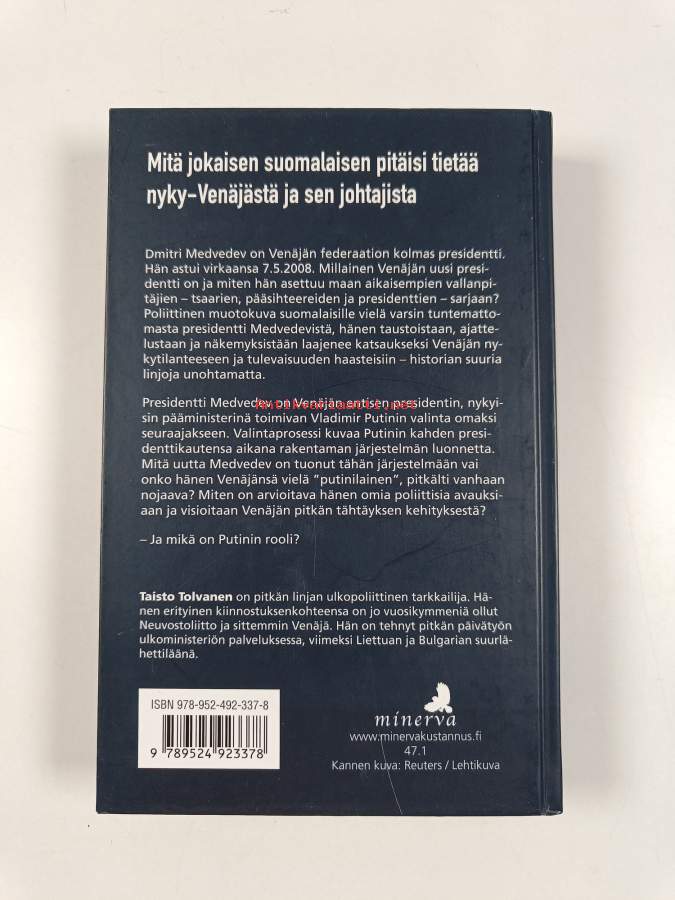 Mitä jokaisen suomalaisen pitäisi tietää
nyky-Venäjästä ja sen johtajista
Dmitri Medvedev on Venäjän federaation kolmas presidentti.
Hän astui virkaansa 7.5.2008. Millainen Venäjän uusi presi-
dentti on ja miten hän asettuu maan aikaisempien vallanpi-
täjien – tsaarien, pääsihteereiden ja presidenttien – sarjaan?
Poliittinen muotokuva suomalaisille vielä varsin tuntematto-
masta presidentti Medvedevistä, hänen taustoistaan, ajatte-
lustaan ja näkemyksistään laajenee katsaukseksi Venäjän ny-
kytilanteeseen ja tulevaisuuden haasteisiin – historian suuria
linjoja unohtamatta.
Presidentti Medvedev on Venäjän entisen presidentin, nykyi-
antikvariaatti.net
sin pääministerinä toimivan Vladimir Putinin valinta omaksi
seuraajakseen. Valintaprosessi kuvaa Putinin kahden presi-
denttikautensa aikana rakentaman järjestelmän luonnetta.
Mitä uutta Medvedev on tuonut tähän järjestelmään vai
onko hänen Venäjänsä vielä ”putinilainen”, pitkälti vanhaan
nojaava? Miten on arvioitava hänen omia poliittisia avauksi-
aan ja visioitaan Venäjän pitkän tähtäyksen kehityksestä?
– Ja mikä on Putinin rooli?
Taisto Tolvanen on pitkän linjan ulkopoliittinen tarkkailija. Hä-
nen erityinen kiinnostuksenkohteensa on jo vuosikymmeniä ollut
Neuvostoliitto ja sittemmin Venäjä. Hän on tehnyt pitkän päivätyön
ulkoministeriön palveluksessa, viimeksi Liettuan ja Bulgarian suurlä-
hettiläänä.
ISBN 978-952-492-337-8
9 789524 923378
minerva
www.minervakustannus.fi
47.1
Kannen kuva: Reuters / Lehtikuva